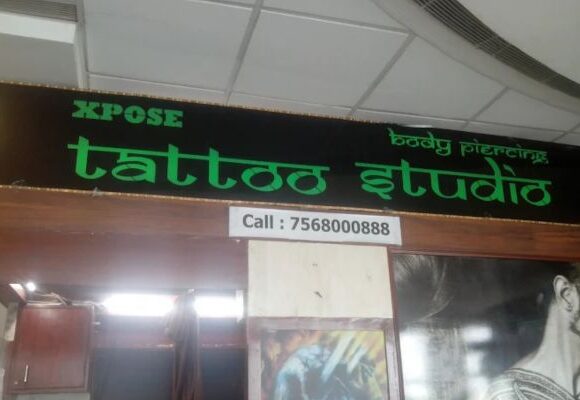 XPOSE
body piercing
tattoo studio
Call : 7568000888